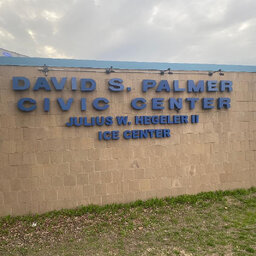 DAVID S. PALMER
CIVIC CENTER
JULIUS W. HEGELER II
ICE CENTER